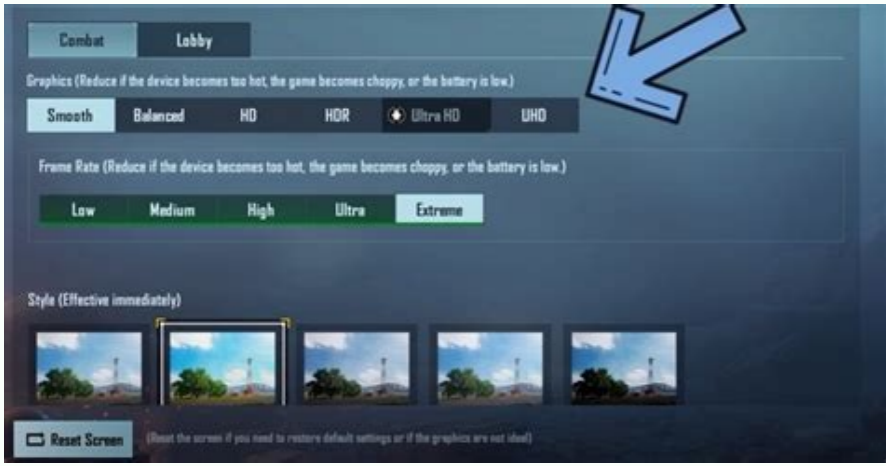 Combat Lobby
Graphics (Reduce if the device becomes too hot, the game becomes choppy, or the battery is low.)
Smooth Balanced HD HDR Ultra HD UHD
Frame Rate (Reduce if the device becomes too hot, the game becomes choppy, or the battery is low.)
Low Medium High Ultra Extreme
Style (Effective immediately)
Reset Screen (Reset the screen if you need to restore default settings or if the graphics are not ideal)